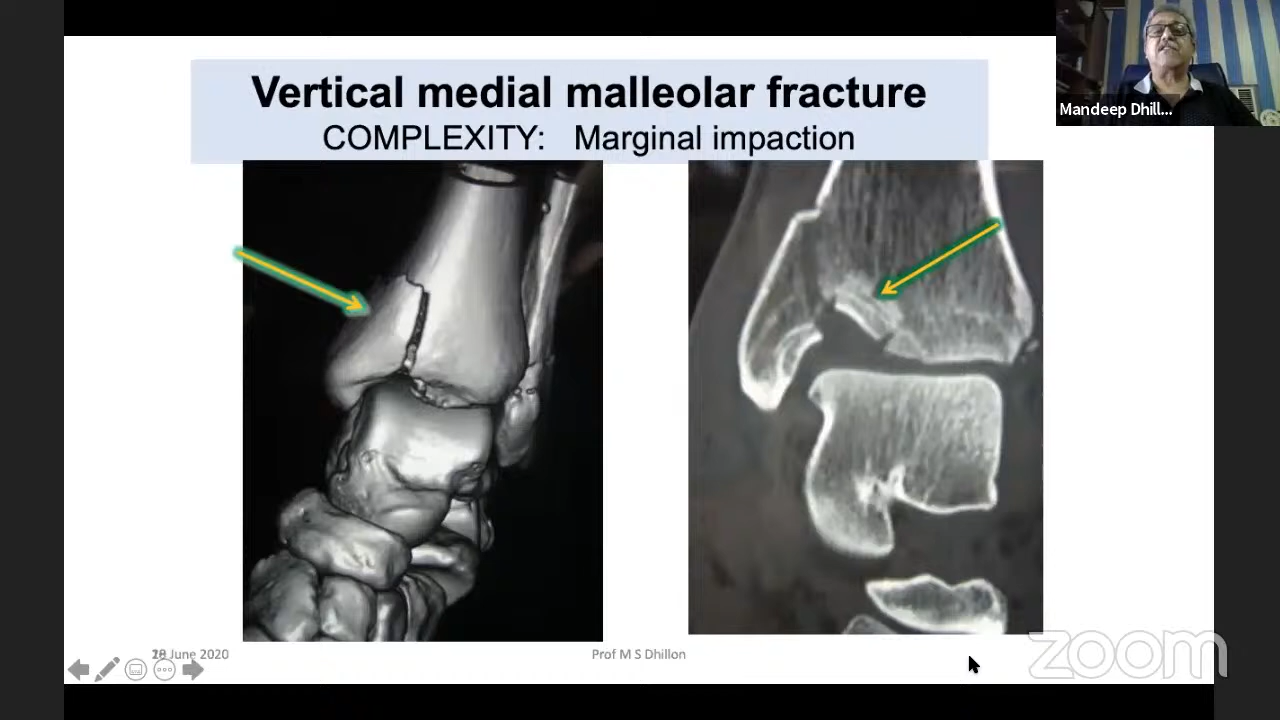 Vertical medial malleolar fracture
COMPLEXITY: Marginal impaction
Mandeep Dhill...
June 2020
Prof M S Dhillon
zoom